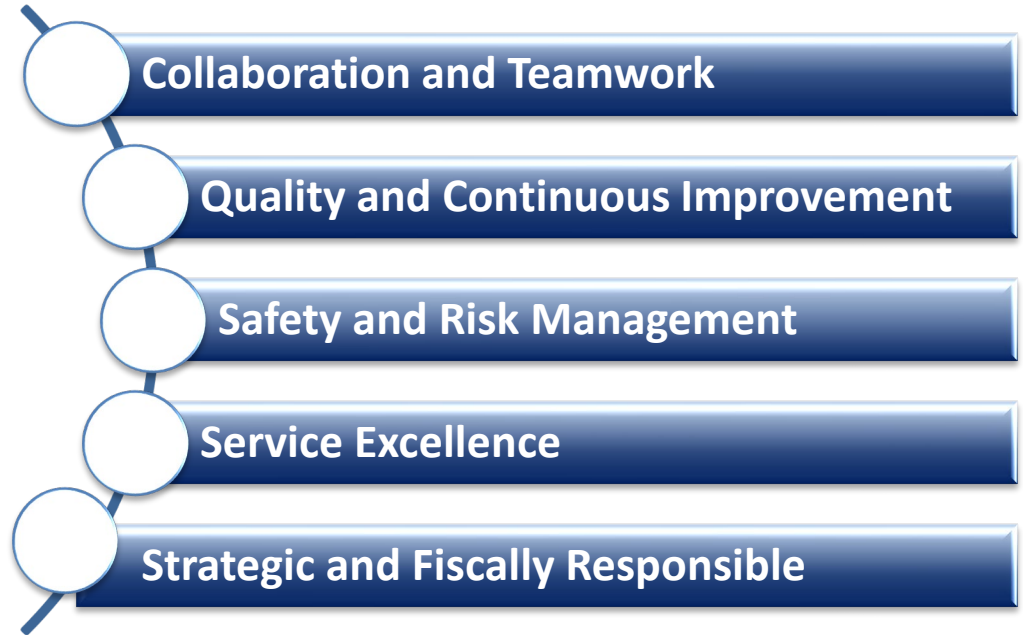 Collaboration and Teamwork
Quality and Continuous Improvement
Safety and Risk Management
Service Excellence
Strategic and Fiscally Responsible